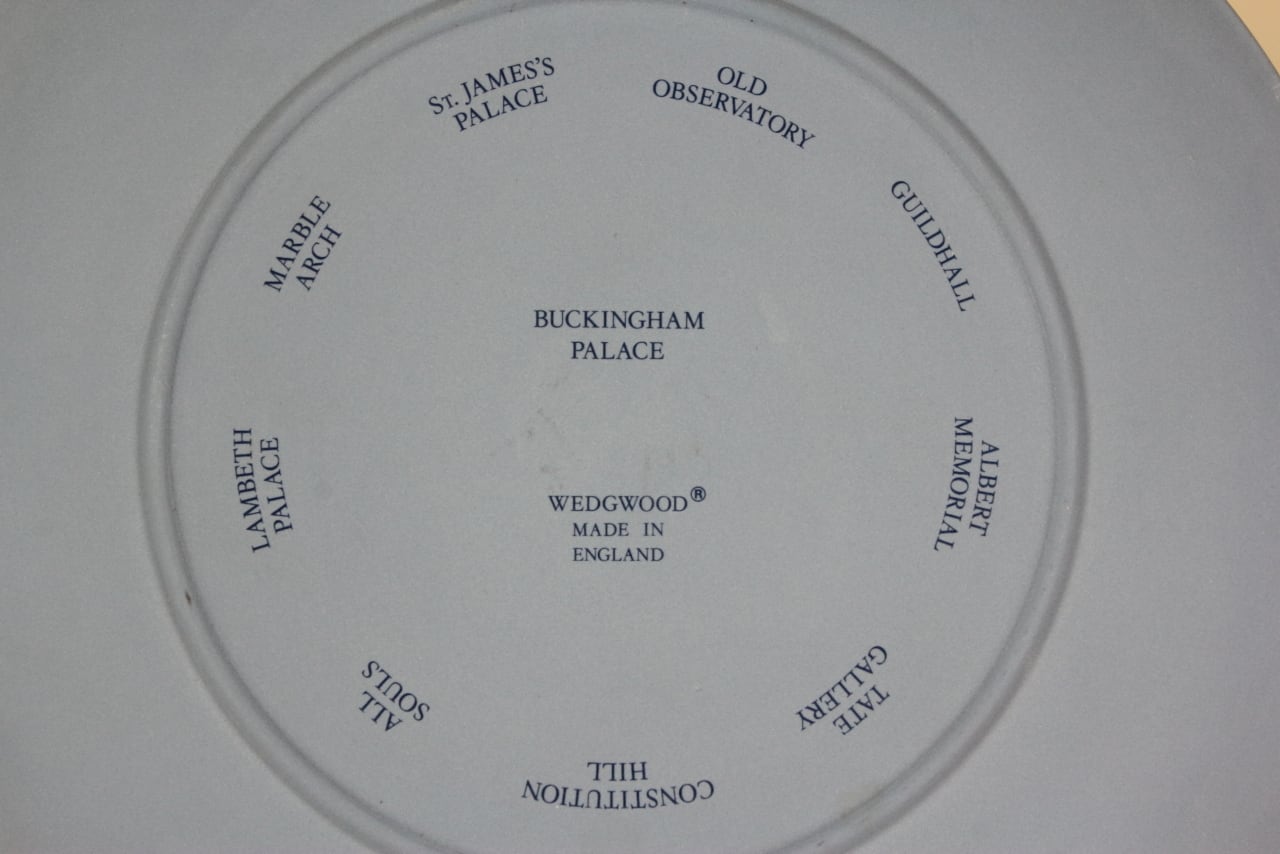 St. JAMES'S
PALACE
OLD
OBSERVATORY
GUILDHALL
ALBERT
MEMORIAL
TATE
GALLERY
CONSTITUTION
HILL
ALL
SOULS
LAMBETH
PALACE
MARBLE
ARCH
BUCKINGHAM
PALACE
WEDGWOOD®
MADE IN
ENGLAND